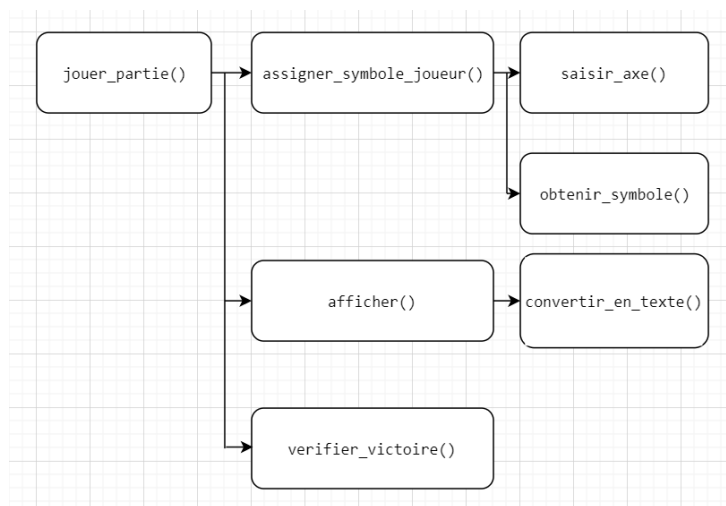 jouer_partie()
assigner_symbole_joueur()
saisir_axe()
obtenir_symbole()
afficher()
convertir_en_texte()
verifier_victoire()